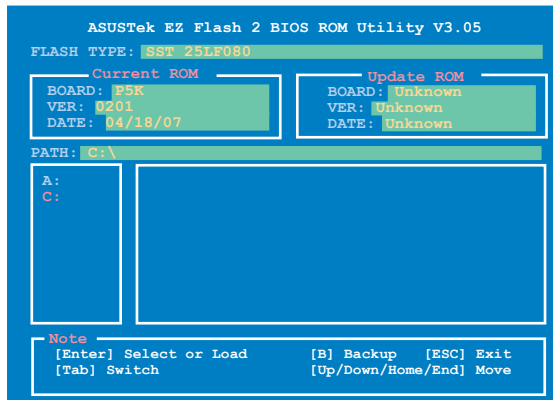 ASUSTek EZ Flash 2 BIOS ROM Utility V3.05
FLASH TYPE: SST 25LF080
Current ROM
BOARD: P5K
VER: 0201
DATE: 04/18/07
Update ROM
BOARD: Unknown
VER: Unknown
DATE: Unknown
PATH: C:\
A:
C:
Note
[Enter] Select or Load [B] Backup [ESC] Exit
[Tab] Switch [Up/Down/Home/End] Move